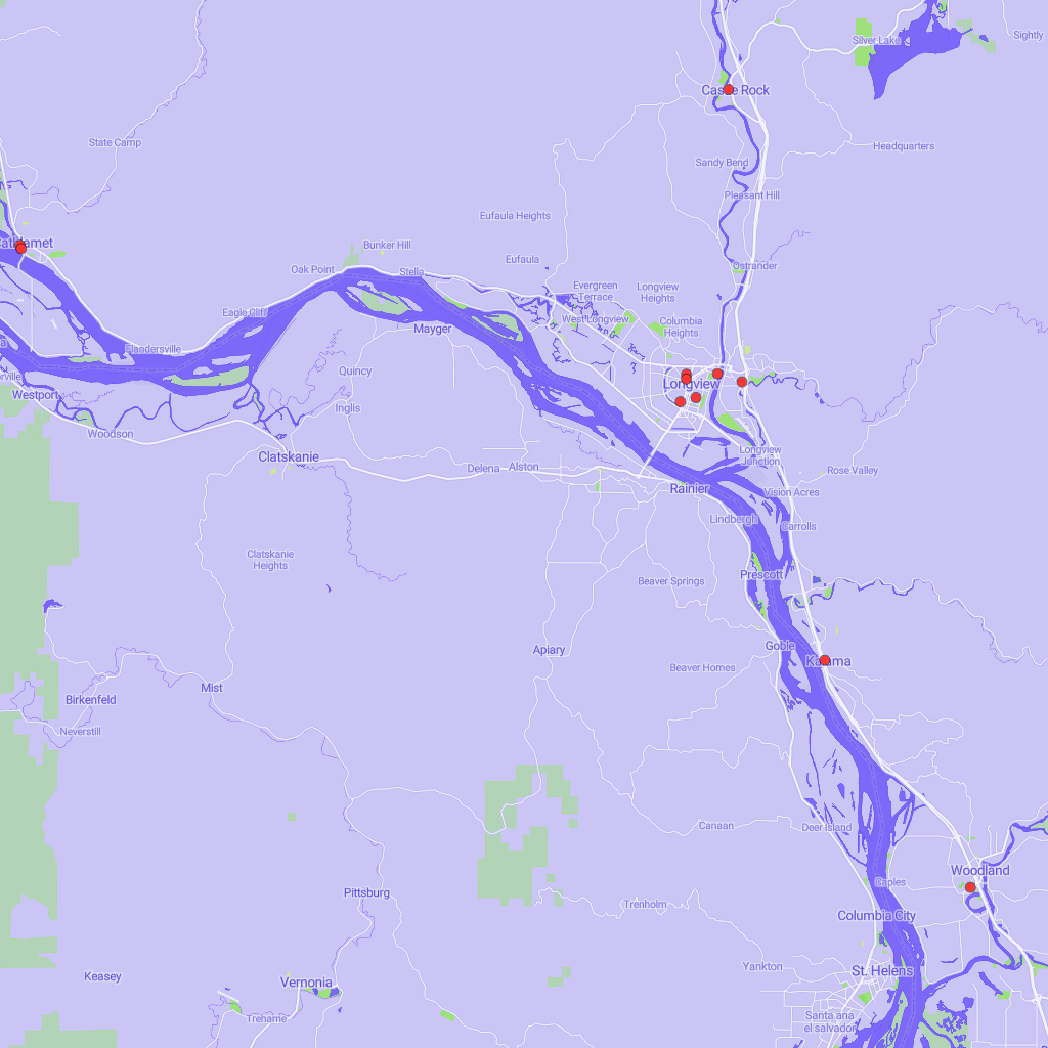 Silver Lake
Sightly
Castle Rock
State Camp
Headquarters
Sandy Bend
Pleasant Hill
Eufaula Heights
Cathlamet
Bunker Hill
Eufaula
Oak Point
Stella
Ostrander
Evergreen
Terrace
Longview
Heights
Eagle Cliff
West Longview
Columbia
Heights
Mayger
Flandersville
Quincy
Longview
Westport
Inglis
Woodson
Clatskanie
Delena
Alston
Longview
Junction
Rose Valley
Rainier
Vision Acres
Lindbergh
Carrolls
Clatskanie
Heights
Prescott
Beaver Springs
Goble
Apiary
Kalama
Beaver Homes
Mist
Birkenfeld
Neverstill
Canaan
Deer Island
Woodland
Caples
Pittsburg
Trenholm
Columbia City
Yankton
St. Helens
Keasey
Vernonia
Treharne
Santa ana
el salvador